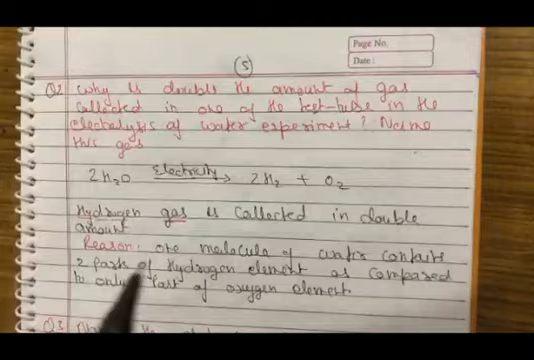 Page No.
Date :
(5)
Q2 Why is double the amount of gas
collected in one of the test-tube in the
electrolysis of water experiment? Name
this gas
2H2O Electricity → 2H2 + O2
Hydrogen gas is collected in double
amount
Reason: one molecule of water contains
2 parts of Hydrogen element as compared
to only part of oxygen element.
Q3